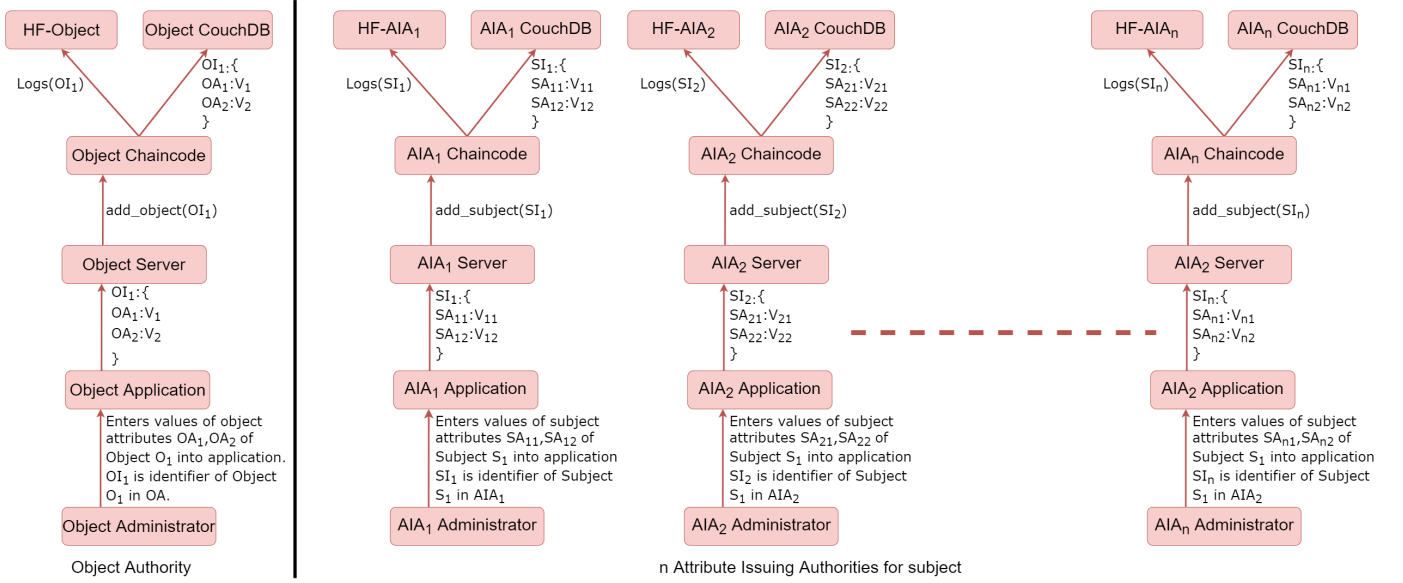 HF-Object
Object CouchDB
Logs(OI1)
OI1:{
OA1:V1
OA2:V2
}
Object Chaincode
add_object(OI1)
Object Server
OI1:{
OA1:V1
OA2:V2
}
Object Application
Enters values of object
attributes OA1,OA2 of
Object O1 into application.
OI1 is identifier of Object
O1 in OA.
Object Administrator
Object Authority
HF-AIA1
AIA1 CouchDB
Logs(SI1)
SI1:{
SA11:V11
SA12:V12
}
AIA1 Chaincode
add_subject(SI1)
AIA1 Server
SI1:{
SA11:V11
SA12:V12
}
AIA1 Application
Enters values of subject
attributes SA11,SA12 of
Subject S1 into application
SI1 is identifier of Subject
S1 in AIA1
AIA1 Administrator
HF-AIA2
AIA2 CouchDB
Logs(SI2)
SI2:{
SA21:V21
SA22:V22
}
AIA2 Chaincode
add_subject(SI2)
AIA2 Server
SI2:{
SA21:V21
SA22:V22
}
AIA2 Application
Enters values of subject
attributes SA21,SA22 of
Subject S1 into application
SI2 is identifier of Subject
S1 in AIA2
AIA2 Administrator
HF-AIAn
AIAn CouchDB
Logs(SIn)
SIn:{
SAn1:Vn1
SAn2:Vn2
}
AIAn Chaincode
add_subject(SIn)
AIA2 Server
SIn:{
SAn1:Vn1
SAn2:Vn2
}
AIA2 Application
Enters values of subject
attributes SAn1,SAn2 of
Subject S1 into application
SIn is identifier of Subject
S1 in AIA2
AIAn Administrator
n Attribute Issuing Authorities for subject